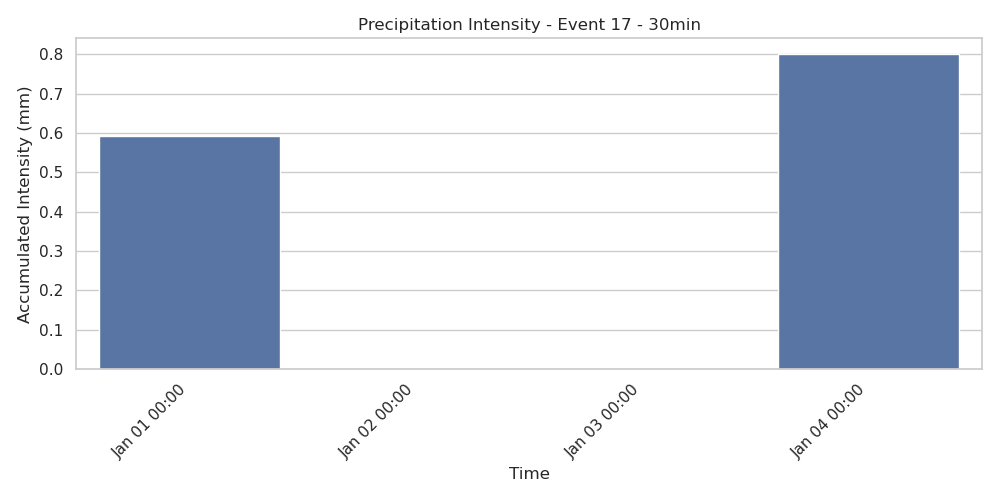 Precipitation Intensity - Event 17 - 30min
Accumulated Intensity (mm)
0.8
0.7
0.6
0.5
0.4
0.3
0.2
0.1
0.0
Jan 01 00:00
Jan 02 00:00
Jan 03 00:00
Jan 04 00:00
Time